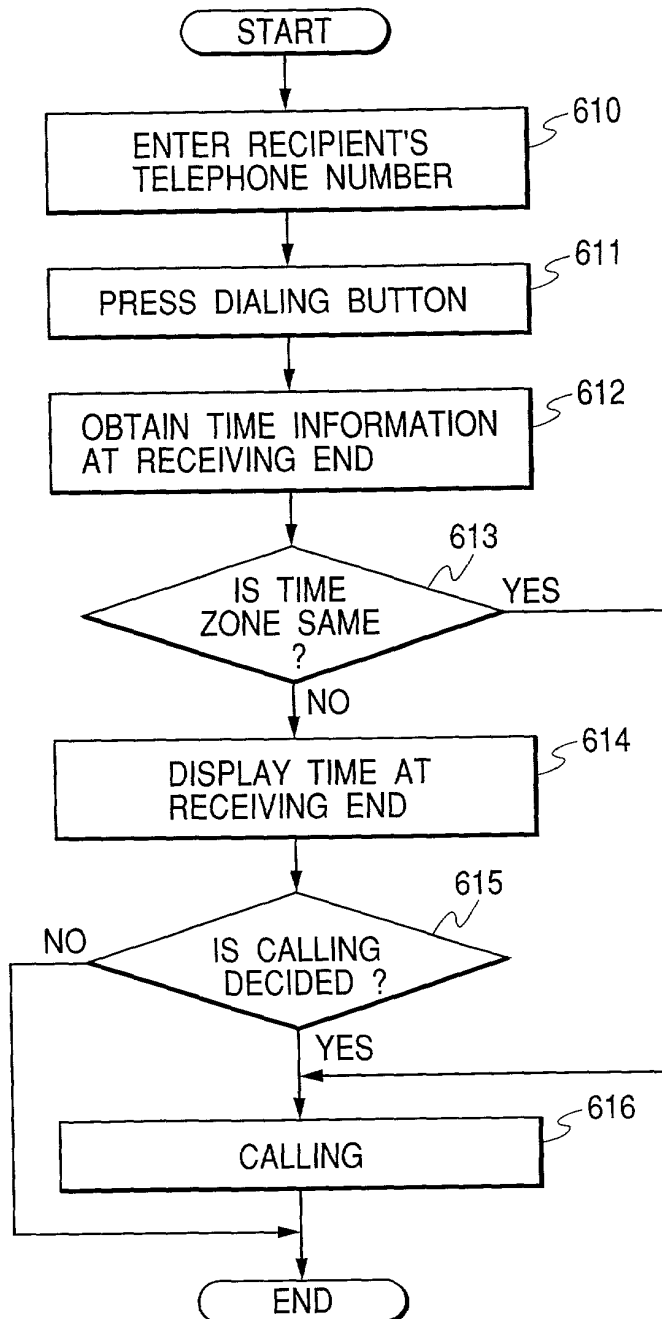 START
610
ENTER RECIPIENT'S
TELEPHONE NUMBER
611
PRESS DIALING BUTTON
612
OBTAIN TIME INFORMATION
AT RECEIVING END
613
IS TIME
ZONE SAME
?
YES
NO
614
DISPLAY TIME AT
RECEIVING END
615
NO
IS CALLING
DECIDED ?
YES
616
CALLING
END